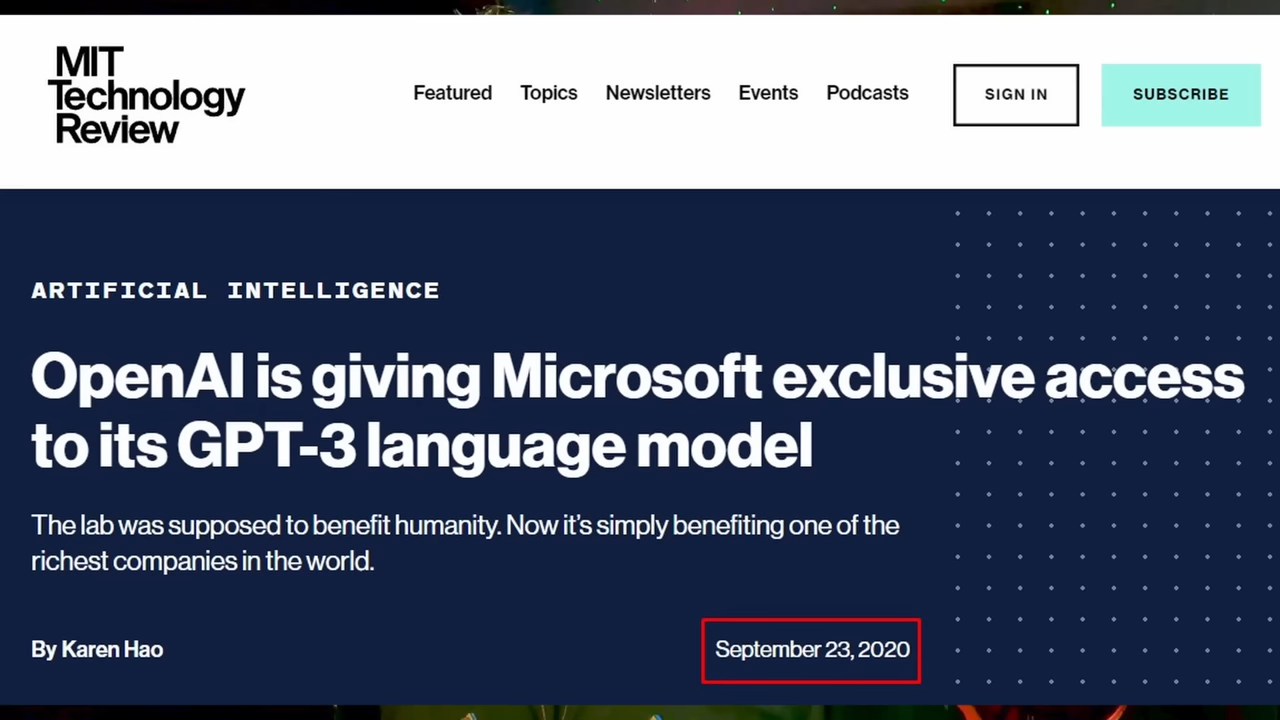 MIT
Technology
Review
Featured Topics Newsletters Events Podcasts SIGN IN SUBSCRIBE
ARTIFICIAL INTELLIGENCE
OpenAI is giving Microsoft exclusive access
to its GPT-3 language model
The lab was supposed to benefit humanity. Now it’s simply benefiting one of the
richest companies in the world.
By Karen Hao September 23, 2020